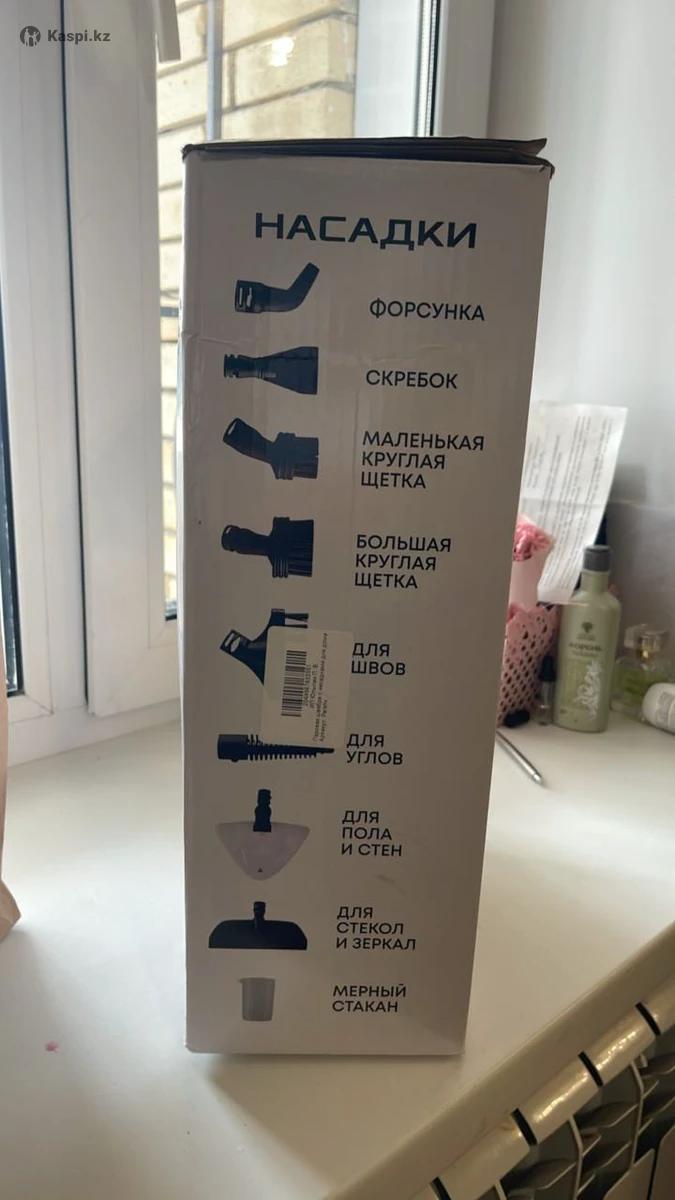 Kaspi.kz
НАСАДКИ
ФОРСУНКА
СКРЕБОК
МАЛЕНЬКАЯ
КРУГЛАЯ
ЩЕТКА
БОЛЬШАЯ
КРУГЛАЯ
ЩЕТКА
ДЛЯ
ШВОВ
ДЛЯ
УГЛОВ
ДЛЯ
ПОЛА
И СТЕН
ДЛЯ
СТЕКОЛ
И ЗЕРКАЛ
МЕРНЫЙ
СТАКАН